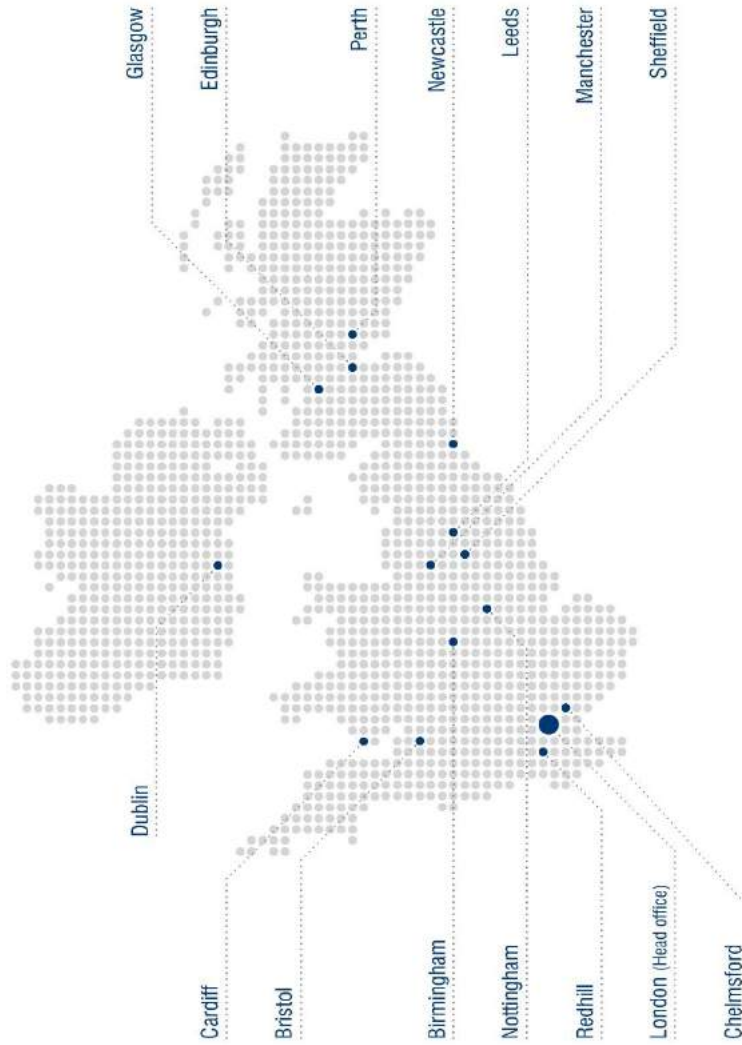 Glasgow
Edinburgh
Perth
Newcastle
Leeds
Manchester
Sheffield
Dublin
Cardiff
Bristol
Birmingham
Nottingham
Redhill
London (Head office)
Chelmsford